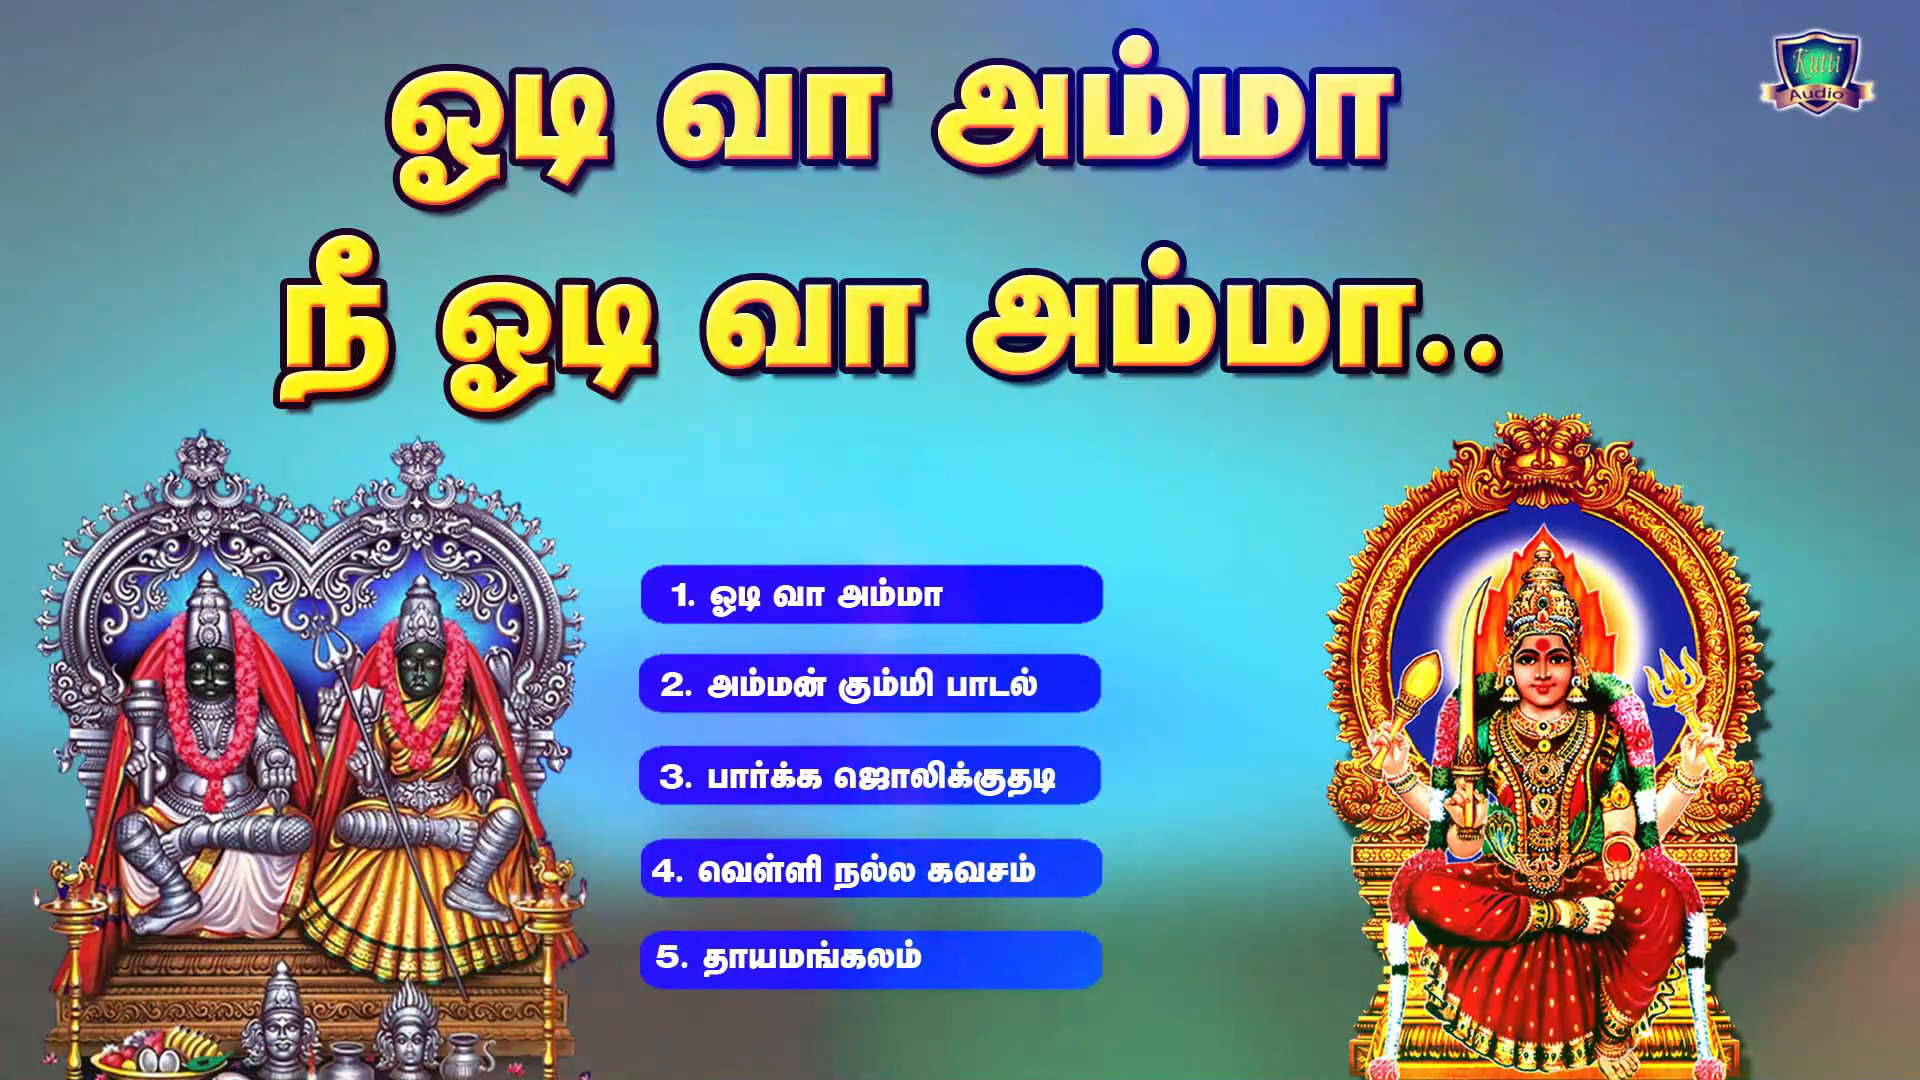 ஓடி வா அம்மா
நீ ஓடி வா அம்மா..
Kutti
Audio
1. ஓடி வா அம்மா
2. அம்மன் கும்மி பாடல்
3. பார்க்க ஜொலிக்குதடி
4. வெள்ளி நல்ல கவசம்
5. தாயமங்கலம்